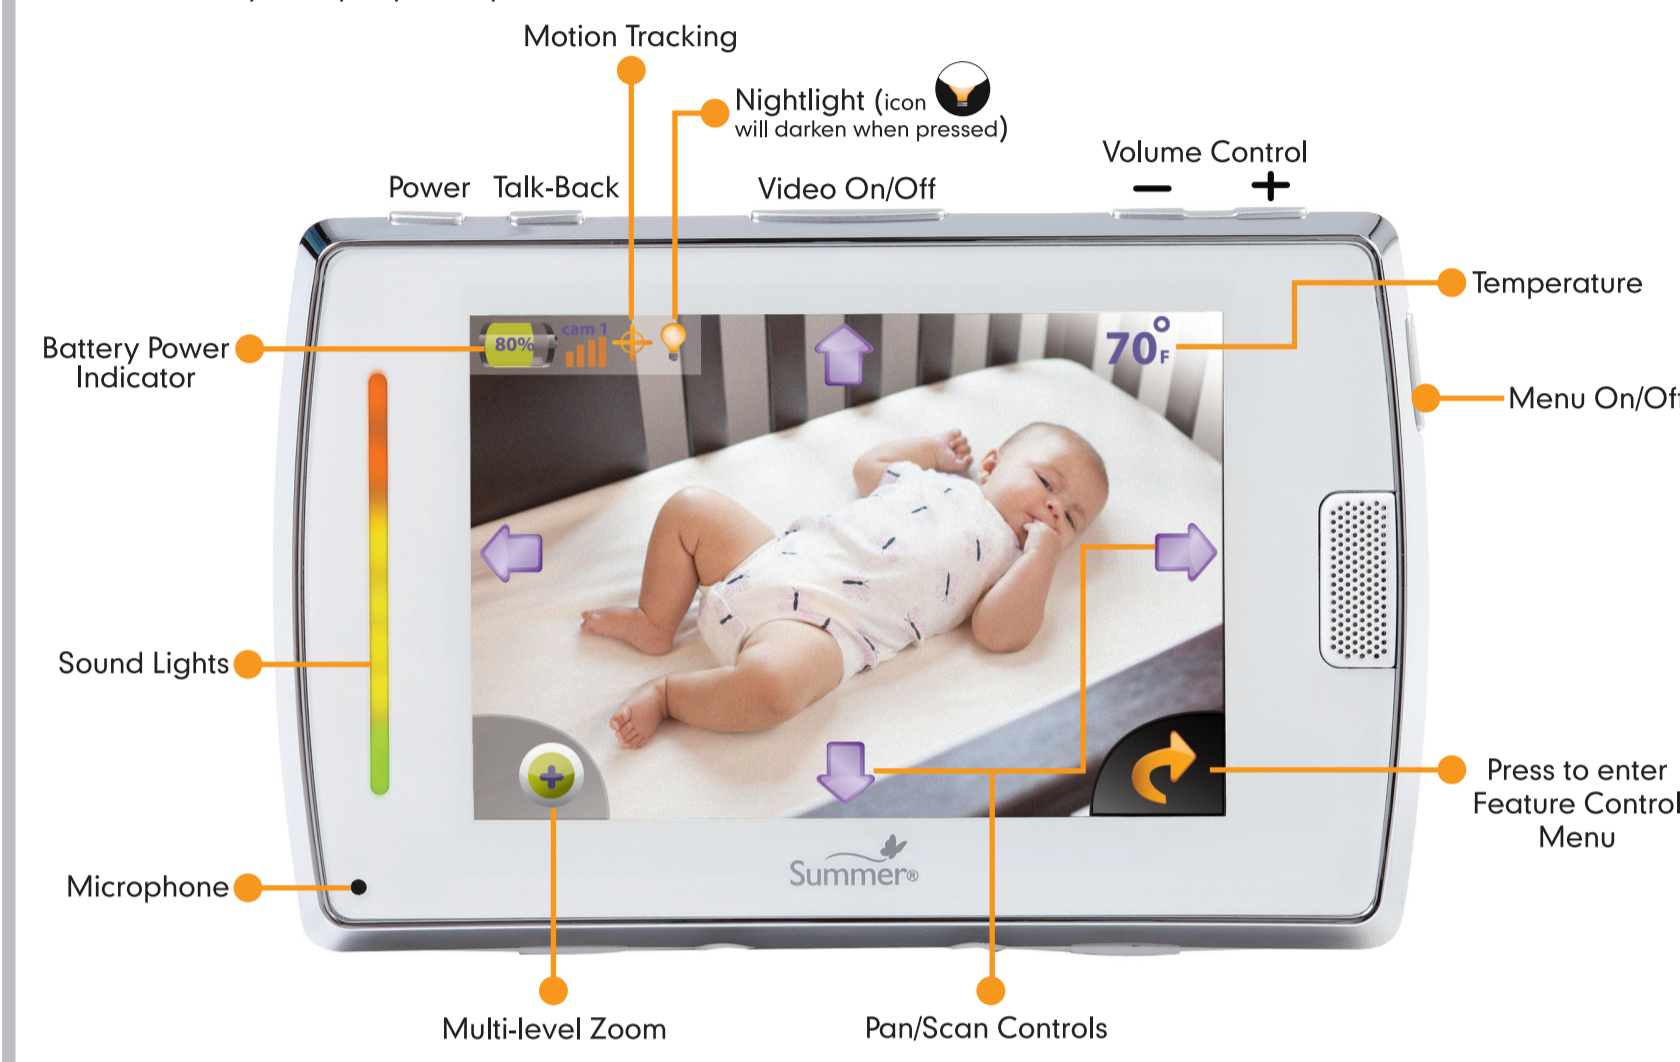 Motion Tracking
Nightlight (icon
will darken when pressed)
Volume Control
− +
Power Talk-Back Video On/Off
Temperature
80%
cam 1
70°F
Battery Power
Indicator
Menu On/Off
Sound Lights
Press to enter
Feature Control
Menu
Summer®
Microphone
Multi-level Zoom
Pan/Scan Controls